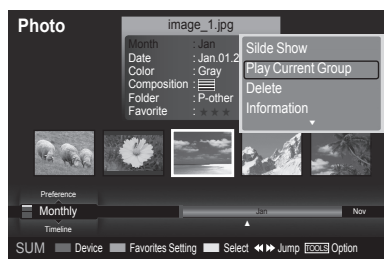 Photo
image_1.jpg
Month : Jan
Date : Jan.01.2
Color : Gray
Composition :
Folder : P-other
Favorite : ★ ★ ★
Silde Show
Play Current Group
Delete
Information
Preference
Monthly
Timeline
Jan
Nov
SUM Device Favorites Setting Select Jump TOOLS Option